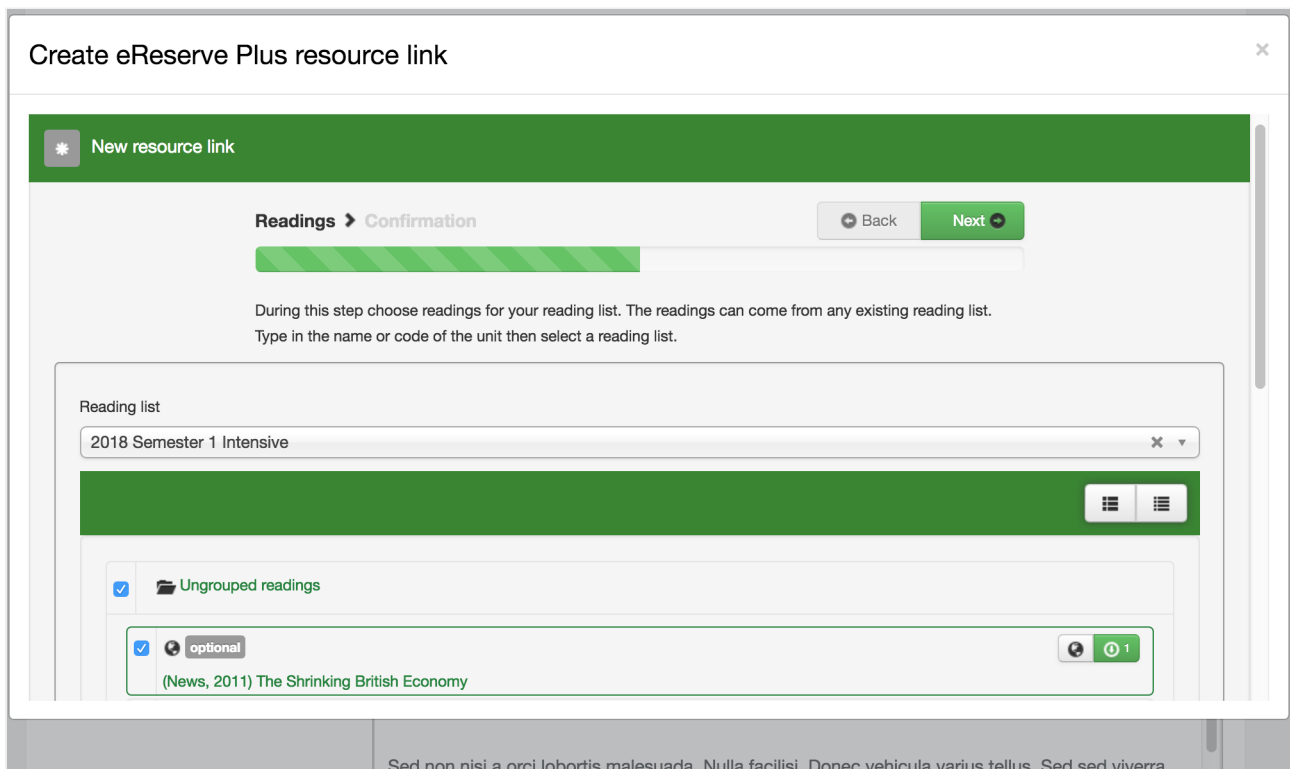 Create eReserve Plus resource link
New resource link
Readings Confirmation
Back Next
During this step choose readings for your reading list. The readings can come from any existing reading list.
Type in the name or code of the unit then select a reading list.
Reading list
2018 Semester 1 Intensive
Ungrouped readings
optional
1
(News, 2011) The Shrinking British Economy
Sed non nisi a orci lobortis malesuada. Nulla facilisi. Donec vehicula varius tellus. Sed sed viverra